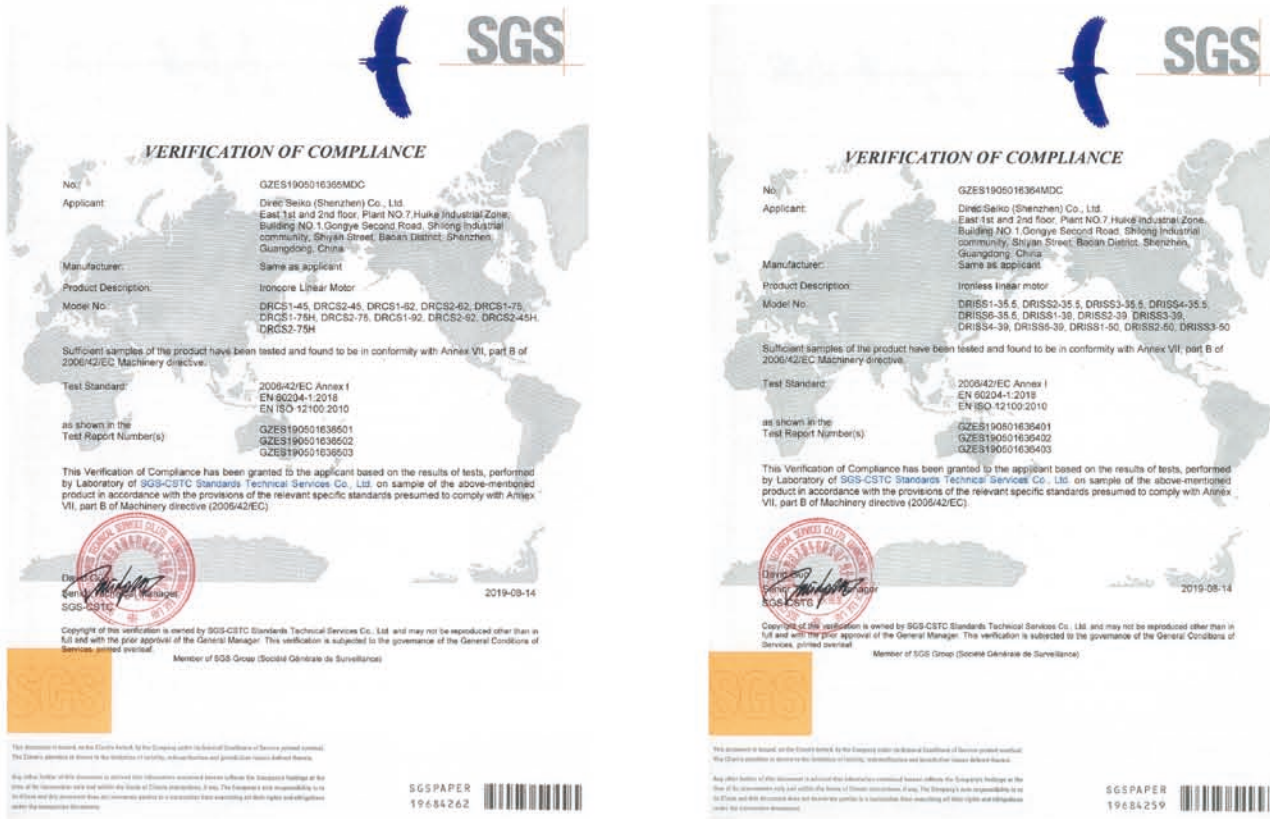 SGS
VERIFICATION OF COMPLIANCE
No.:
GZES1905016365MDC
Applicant:
Direc Seiko (Shenzhen) Co., Ltd.
East 1st and 2nd floor, Plant NO.7,Huike Industrial Zone,
Building NO.1,Gongye Second Road, Shilong Industrial
community, Shiyan Street, Baoan District, Shenzhen,
Guangdong, China
Manufacturer:
Same as applicant
Product Description:
Ironcore Linear Motor
Model No.:
DRCS1-45, DRCS2-45, DRCS1-62, DRCS2-62, DRCS1-75,
DRCS1-75H, DRCS2-75, DRCS1-92, DRCS2-92, DRCS2-45H,
DRCS2-75H
Sufficient samples of the product have been tested and found to be in conformity with Annex VII, part B of
2006/42/EC Machinery directive.
Test Standard:
2006/42/EC Annex I
EN 60204-1:2018
EN ISO 12100:2010
as shown in the
Test Report Number(s):
GZES190501636501
GZES190501636502
GZES190501636503
This Verification of Compliance has been granted to the applicant based on the results of tests, performed
by Laboratory of SGS-CSTC Standards Technical Services Co., Ltd. on sample of the above-mentioned
product in accordance with the provisions of the relevant specific standards presumed to comply with Annex
VII, part B of Machinery directive (2006/42/EC).
Manager
SGS-CSTC
2019-08-14
Copyright of this verification is owned by SGS-CSTC Standards Technical Services Co., Ltd. and may not be reproduced other than in
full and with the prior approval of the General Manager. This verification is subjected to the governance of the General Conditions of
Services, printed overleaf.
Member of SGS Group (Société Générale de Surveillance)
SGS
SGSPAPER
19684262
SGS
VERIFICATION OF COMPLIANCE
No.
GZES1905016364MDC
Applicant:
Direc Seiko (Shenzhen) Co., Ltd.
East 1st and 2nd floor, Plant NO.7,Huike Industrial Zone,
Building NO.1,Gongye Second Road, Shilong Industrial
community, Shiyan Street, Baoan District, Shenzhen,
Guangdong, China
Manufacturer:
Same as applicant
Product Description:
Ironless linear motor
Model No.:
DRISS1-35.5, DRISS2-35.5, DRISS3-35.5, DRISS4-35.5,
DRISS6-35.5, DRISS1-39, DRISS2-39, DRISS3-39,
DRISS4-39, DRISS6-39, DRISS1-50, DRISS2-50, DRISS3-50
Sufficient samples of the product have been tested and found to be in conformity with Annex VII, part B of
2006/42/EC Machinery directive.
Test Standard:
2006/42/EC Annex I
EN 60204-1:2018
EN ISO 12100:2010
as shown in the
Test Report Number(s):
GZES190501636401
GZES190501636402
GZES190501636403
This Verification of Compliance has been granted to the applicant based on the results of tests, performed
by Laboratory of SGS-CSTC Standards Technical Services Co., Ltd. on sample of the above-mentioned
product in accordance with the provisions of the relevant specific standards presumed to comply with Annex
VII, part B of Machinery directive (2006/42/EC)
David Guo
SGS-CSTC
2019-08-14
Copyright of this verification is owned by SGS-CSTC Standards Technical Services Co., Ltd. and may not be reproduced other than in
full and with the prior approval of the General Manager. This verification is subjected to the governance of the General Conditions of
Services, printed overleaf.
Member of SGS Group (Société Générale de Surveillance)
SGS
SGSPAPER
19684259